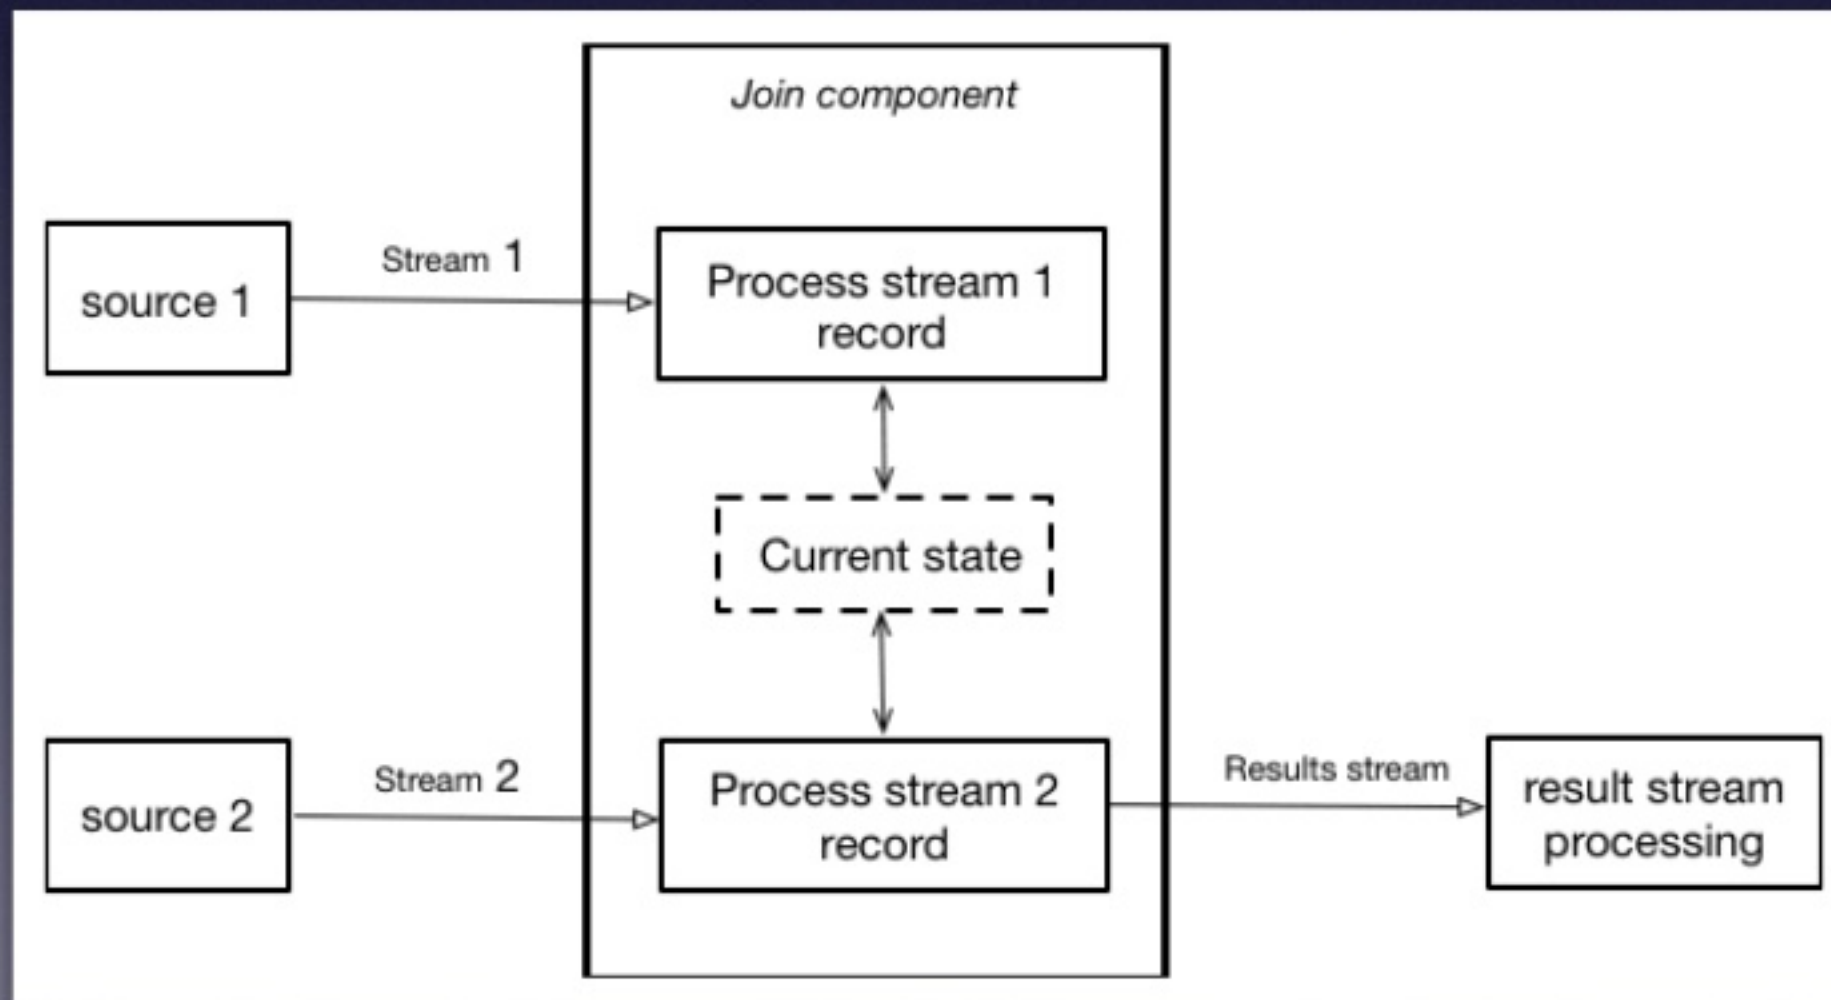 Join component
source 1
Stream 1
Process stream 1
record
Current state
source 2
Stream 2
Process stream 2
record
Results stream
result stream
processing